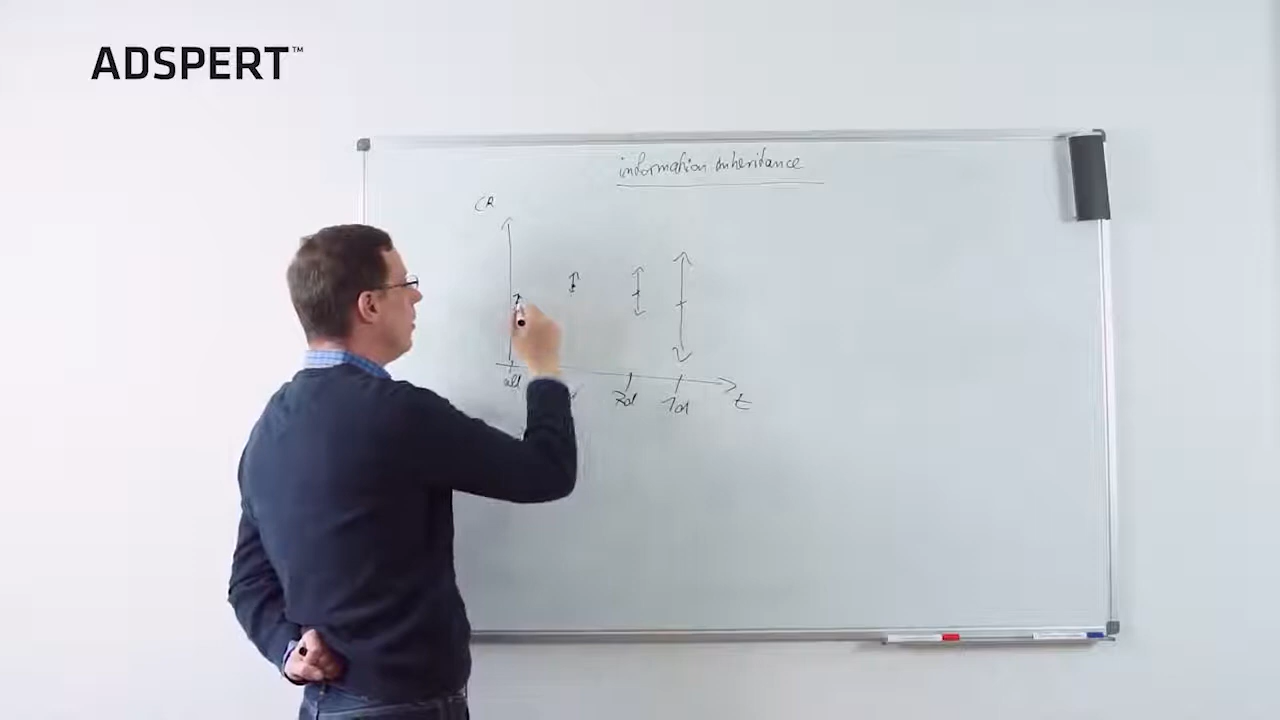 ADSPERT™
information inheritance
CR
all
7d
1d
t